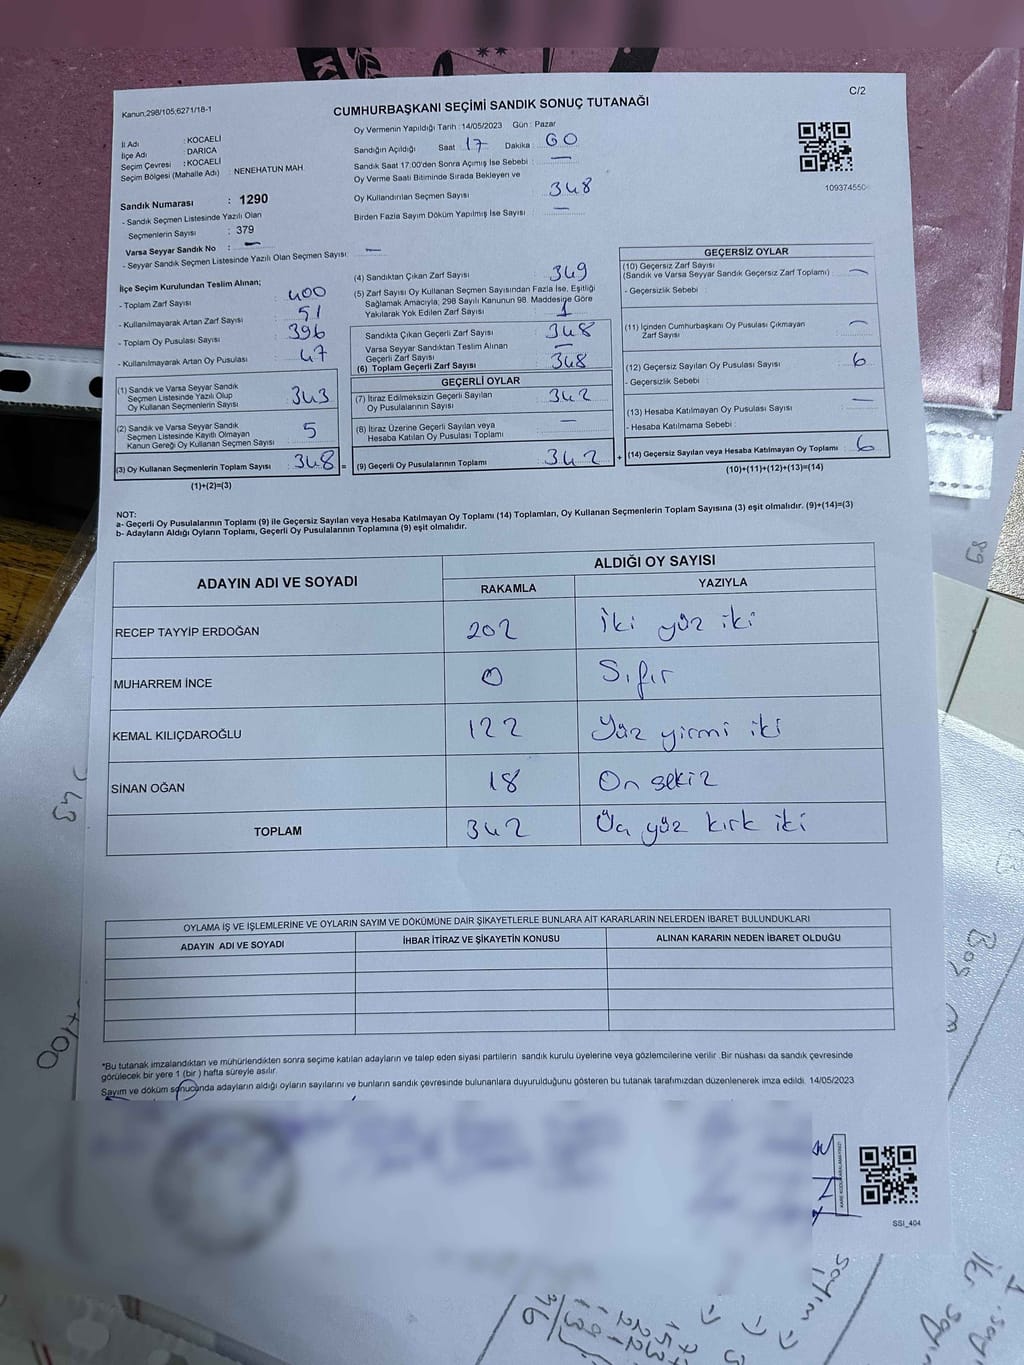 C/2
Kanun,298/105;6271/18-1
CUMHURBAŞKANI SEÇİMİ SANDIK SONUÇ TUTANAĞI
İl Adı : KOCAELİ
İlçe Adı : DARICA
Seçim Çevresi : KOCAELİ
Seçim Bölgesi (Mahalle Adı) : NENEHATUN MAH.
Sandık Numarası : 1290
- Sandık Seçmen Listesinde Yazılı Olan
Seçmenlerin Sayısı : 379
Varsa Seyyar Sandık No : —
- Seyyar Sandık Seçmen Listesinde Yazılı Olan Seçmen Sayısı: —
Oy Vermenin Yapıldığı Tarih : 14/05/2023 Gün : Pazar
Sandığın Açıldığı Saat 17 Dakika : 00
Sandık Saat 17:00'den Sonra Açımış İse Sebebi : —
Oy Verme Saati Bitiminde Sırada Bekleyen ve
Oy Kullandırılan Seçmen Sayısı : 348
Birden Fazla Sayım Döküm Yapılmış İse Sayısı : —
109374550
İlçe Seçim Kurulundan Teslim Alınan;
- Toplam Zarf Sayısı : 400
- Kullanılmayarak Artan Zarf Sayısı : 51
- Toplam Oy Pusulası Sayısı : 396
- Kullanılmayarak Artan Oy Pusulası : 47
(1) Sandık ve Varsa Seyyar Sandık
Seçmen Listesinde Yazılı Olup
Oy Kullanan Seçmenlerin Sayısı : 343
(2) Sandık ve Varsa Seyyar Sandık
Seçmen Listesinde Kayıtlı Olmayan
Kanun Gereği Oy Kullanan Seçmen Sayısı : 5
(3) Oy Kullanan Seçmenlerin Toplam Sayısı : 348 =
(1)+(2)=(3)
(4) Sandıktan Çıkan Zarf Sayısı : 349
(5) Zarf Sayısı Oy Kullanan Seçmen Sayısından Fazla İse, Eşitliği
Sağlamak Amacıyla; 298 Sayılı Kanunun 98. Maddesine Göre
Yakılarak Yok Edilen Zarf Sayısı : 1
Sandıkta Çıkan Geçerli Zarf Sayısı : 348
Varsa Seyyar Sandıktan Teslim Alınan
Geçerli Zarf Sayısı : —
(6) Toplam Geçerli Zarf Sayısı : 348
GEÇERLİ OYLAR
(7) İtiraz Edilmeksizin Geçerli Sayılan
Oy Pusulalarının Sayısı : 342
(8) İtiraz Üzerine Geçerli Sayılan veya
Hesaba Katılan Oy Pusulası Toplamı : —
(9) Geçerli Oy Pusulalarının Toplamı : 342 +
GEÇERSİZ OYLAR
(10) Geçersiz Zarf Sayısı
(Sandık ve Varsa Seyyar Sandık Geçersiz Zarf Toplamı) : —
- Geçersizlik Sebebi :
(11) İçinden Cumhurbaşkanı Oy Pusulası Çıkmayan
Zarf Sayısı : —
(12) Geçersiz Sayılan Oy Pusulası Sayısı : 6
- Geçersizlik Sebebi :
(13) Hesaba Katılmayan Oy Pusulası Sayısı : —
- Hesaba Katılmama Sebebi :
(14) Geçersiz Sayılan veya Hesaba Katılmayan Oy Toplamı : 6
(10)+(11)+(12)+(13)=(14)
NOT:
a- Geçerli Oy Pusulalarının Toplamı (9) ile Geçersiz Sayılan veya Hesaba Katılmayan Oy Toplamı (14) Toplamları, Oy Kullanan Seçmenlerin Toplam Sayısına (3) eşit olmalıdır. (9)+(14)=(3)
b- Adayların Aldığı Oyların Toplamı, Geçerli Oy Pusulalarının Toplamına (9) eşit olmalıdır.
ADAYIN ADI VE SOYADI ALDIĞI OY SAYISI
RAKAMLA YAZIYLA
RECEP TAYYİP ERDOĞAN 202 İki yüz iki
MUHARREM İNCE 0 Sıfır
KEMAL KILIÇDAROĞLU 122 Yüz yirmi iki
SİNAN OĞAN 18 On sekiz
TOPLAM 342 Üç yüz kırk iki
OYLAMA İŞ VE İŞLEMLERİNE VE OYLARIN SAYIM VE DÖKÜMÜNE DAİR ŞİKAYETLERLE BUNLARA AİT KARARLARIN NELERDEN İBARET BULUNDUKLARI
ADAYIN ADI VE SOYADI İHBAR İTİRAZ VE ŞİKAYETİN KONUSU ALINAN KARARIN NEDEN İBARET OLDUĞU
*Bu tutanak imzalandıktan ve mühürlendikten sonra seçime katılan adayların ve talep eden siyasi partilerin sandık kurulu üyelerine veya gözlemcilerine verilir .Bir nüshası da sandık çevresinde
görülecek bir yere 1 (bir ) hafta süreyle asılır.
Sayım ve döküm sonucunda adayların aldığı oyların sayılarını ve bunların sandık çevresinde bulunanlara duyurulduğunu gösteren bu tutanak tarafımızdan düzenlenerek imza edildi. 14/05/2023
SSI_404